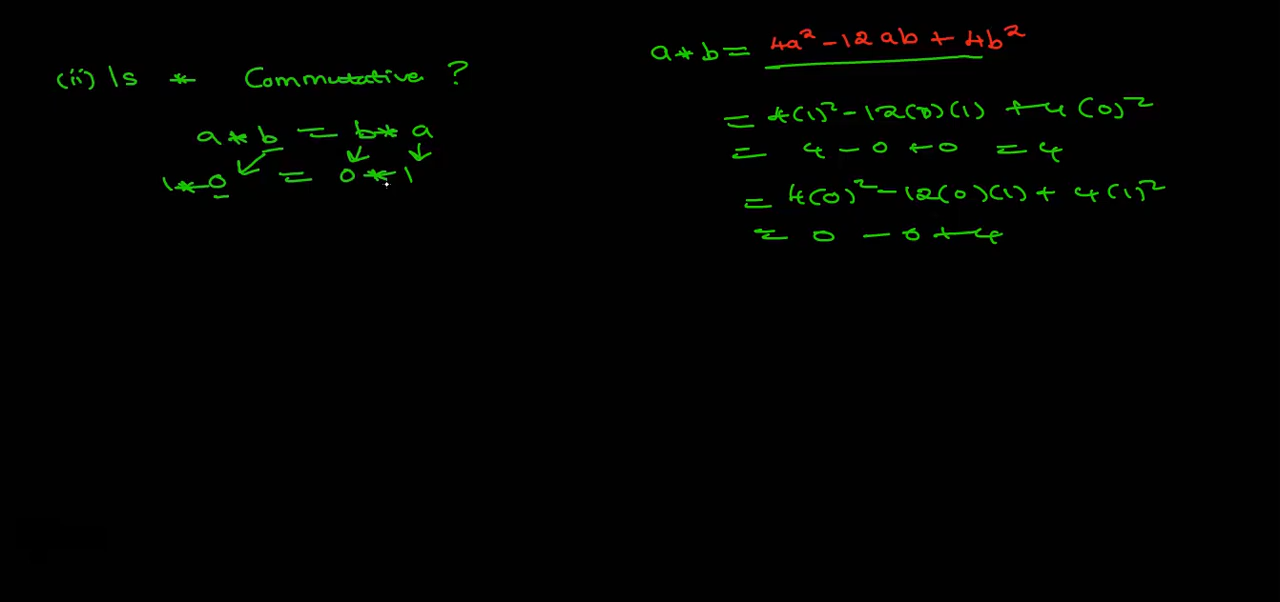 (ii) Is * Commutative ?
a * b = b * a
1 * 0 = 0 * 1
a * b = 4a² - 12ab + 4b²
= 4(1)² - 12(0)(1) + 4(0)²
= 4 - 0 + 0 = 4
= 4(0)² - 12(0)(1) + 4(1)²
= 0 - 0 + 4